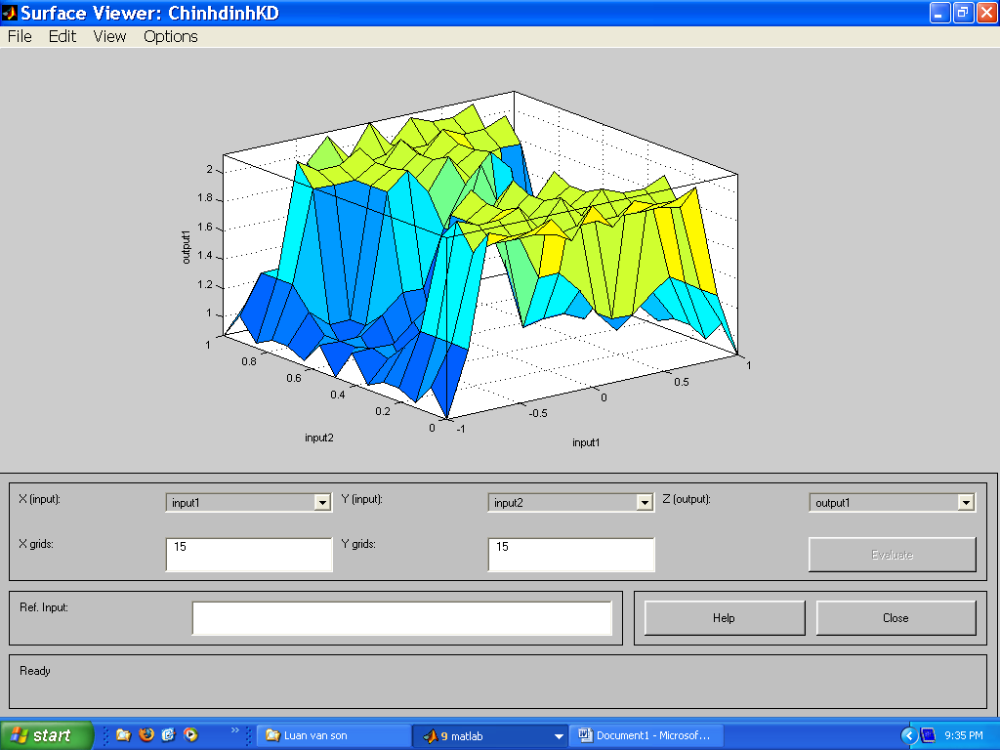 Surface Viewer: ChinhdinhKD
File Edit View Options
2
1.8
1.6
1.4
1.2
1
output1
1
0.8
0.6
0.4
0.2
0
input2
-1
-0.5
0
0.5
1
input1
X (input): input1 Y (input): input2 Z (output): output1
X grids: 15 Y grids: 15 Evaluate
Ref. Input: Help Close
Ready
start Luan van son 9 matlab Document1 - Microsof... 9:35 PM